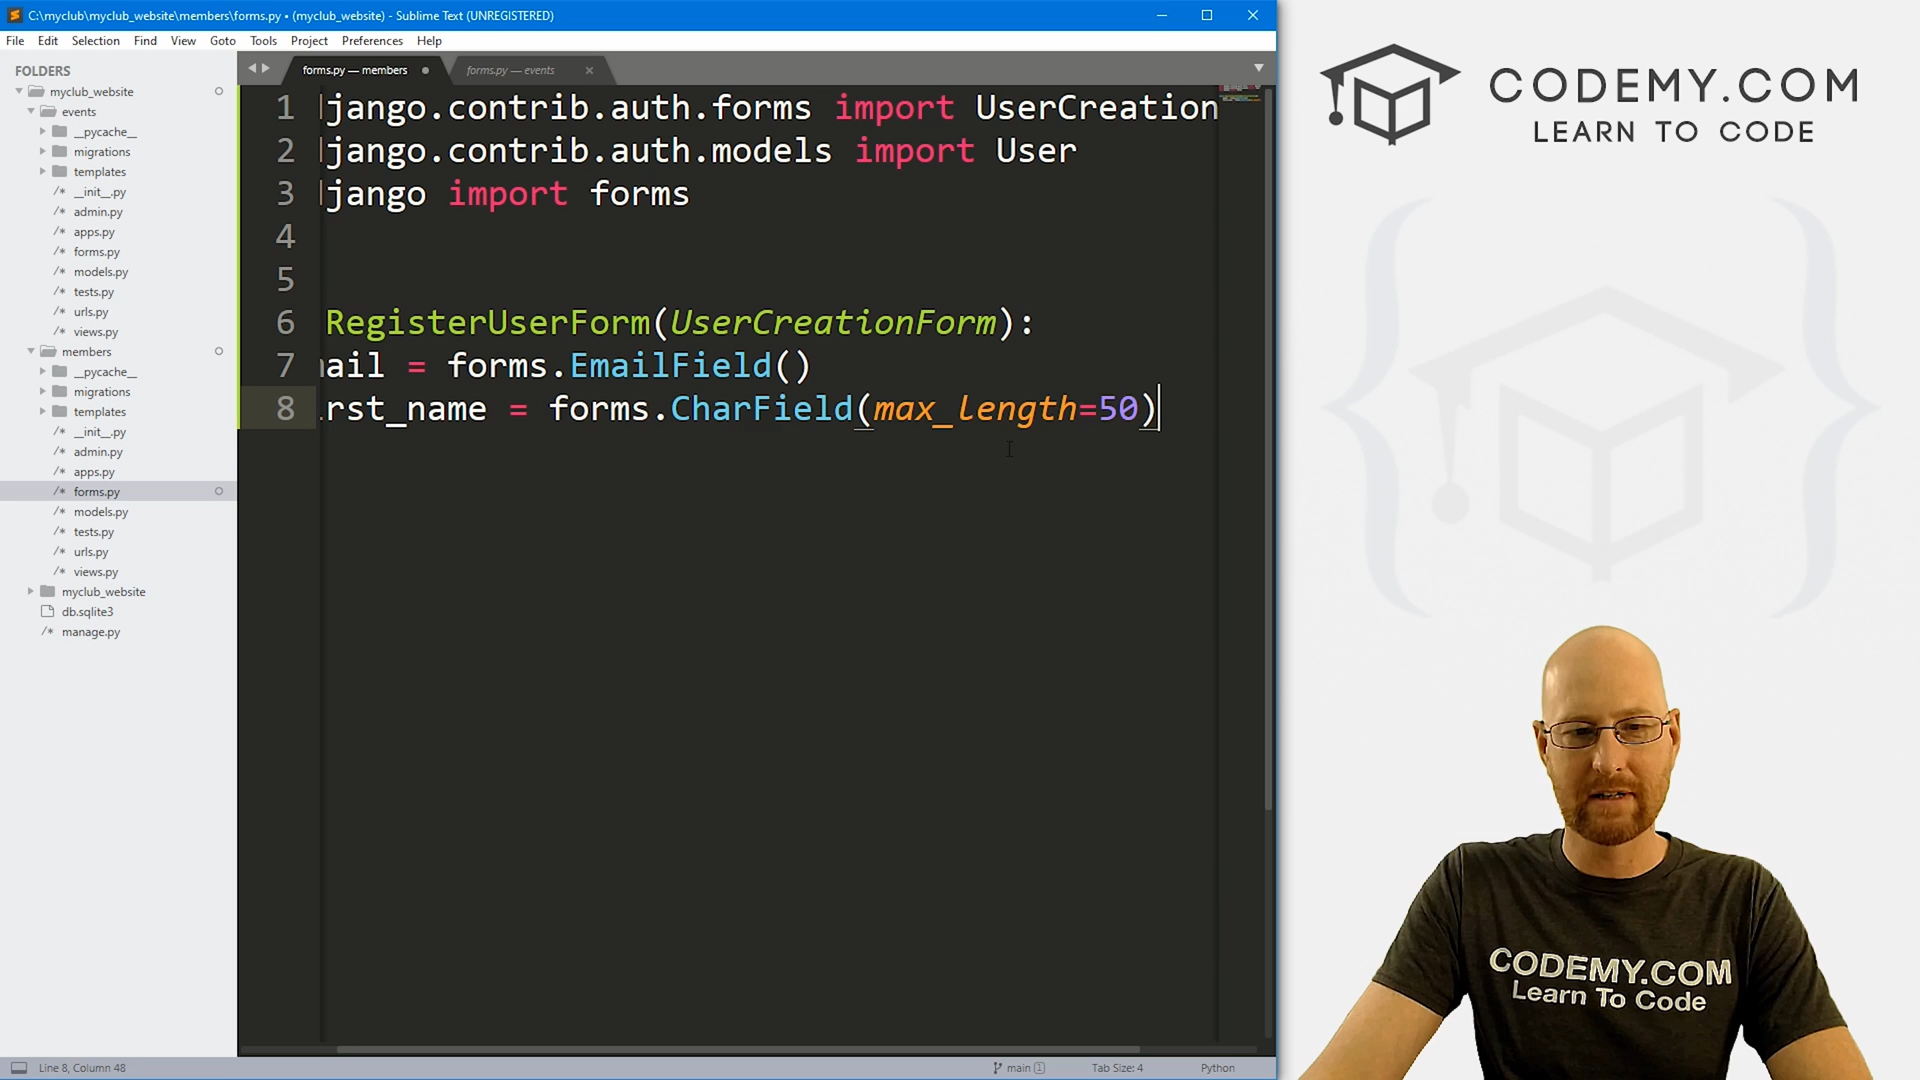 C:\myclub\myclub_website\members\forms.py • (myclub_website) - Sublime Text (UNREGISTERED)
File Edit Selection Find View Goto Tools Project Preferences Help
FOLDERS
myclub_website
events
__pycache__
migrations
templates
/* __init__.py
/* admin.py
/* apps.py
/* forms.py
/* models.py
/* tests.py
/* urls.py
/* views.py
members
__pycache__
migrations
templates
/* __init__.py
/* admin.py
/* apps.py
/* forms.py
/* models.py
/* tests.py
/* urls.py
/* views.py
myclub_website
db.sqlite3
/* manage.py
forms.py — members
forms.py — events
1 django.contrib.auth.forms import UserCreation
2 django.contrib.auth.models import User
3 django import forms
4
5
6 RegisterUserForm(UserCreationForm):
7 mail = forms.EmailField()
8 irst_name = forms.CharField(max_length=50)
Line 8, Column 48
main 1
Tab Size: 4
Python
CODEMY.COM
LEARN TO CODE
CODEMY.COM
Learn To Code